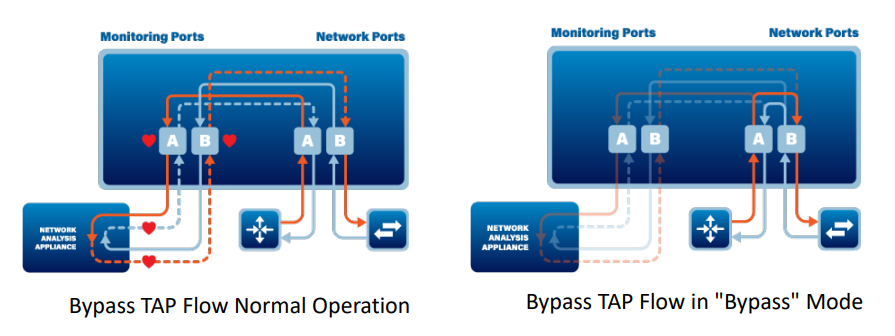 Monitoring Ports
Network Ports
A
B
A
B
NETWORK
ANALYSIS
APPLIANCE
Bypass TAP Flow Normal Operation
Monitoring Ports
Network Ports
A
B
A
B
NETWORK
ANALYSIS
APPLIANCE
Bypass TAP Flow in "Bypass" Mode